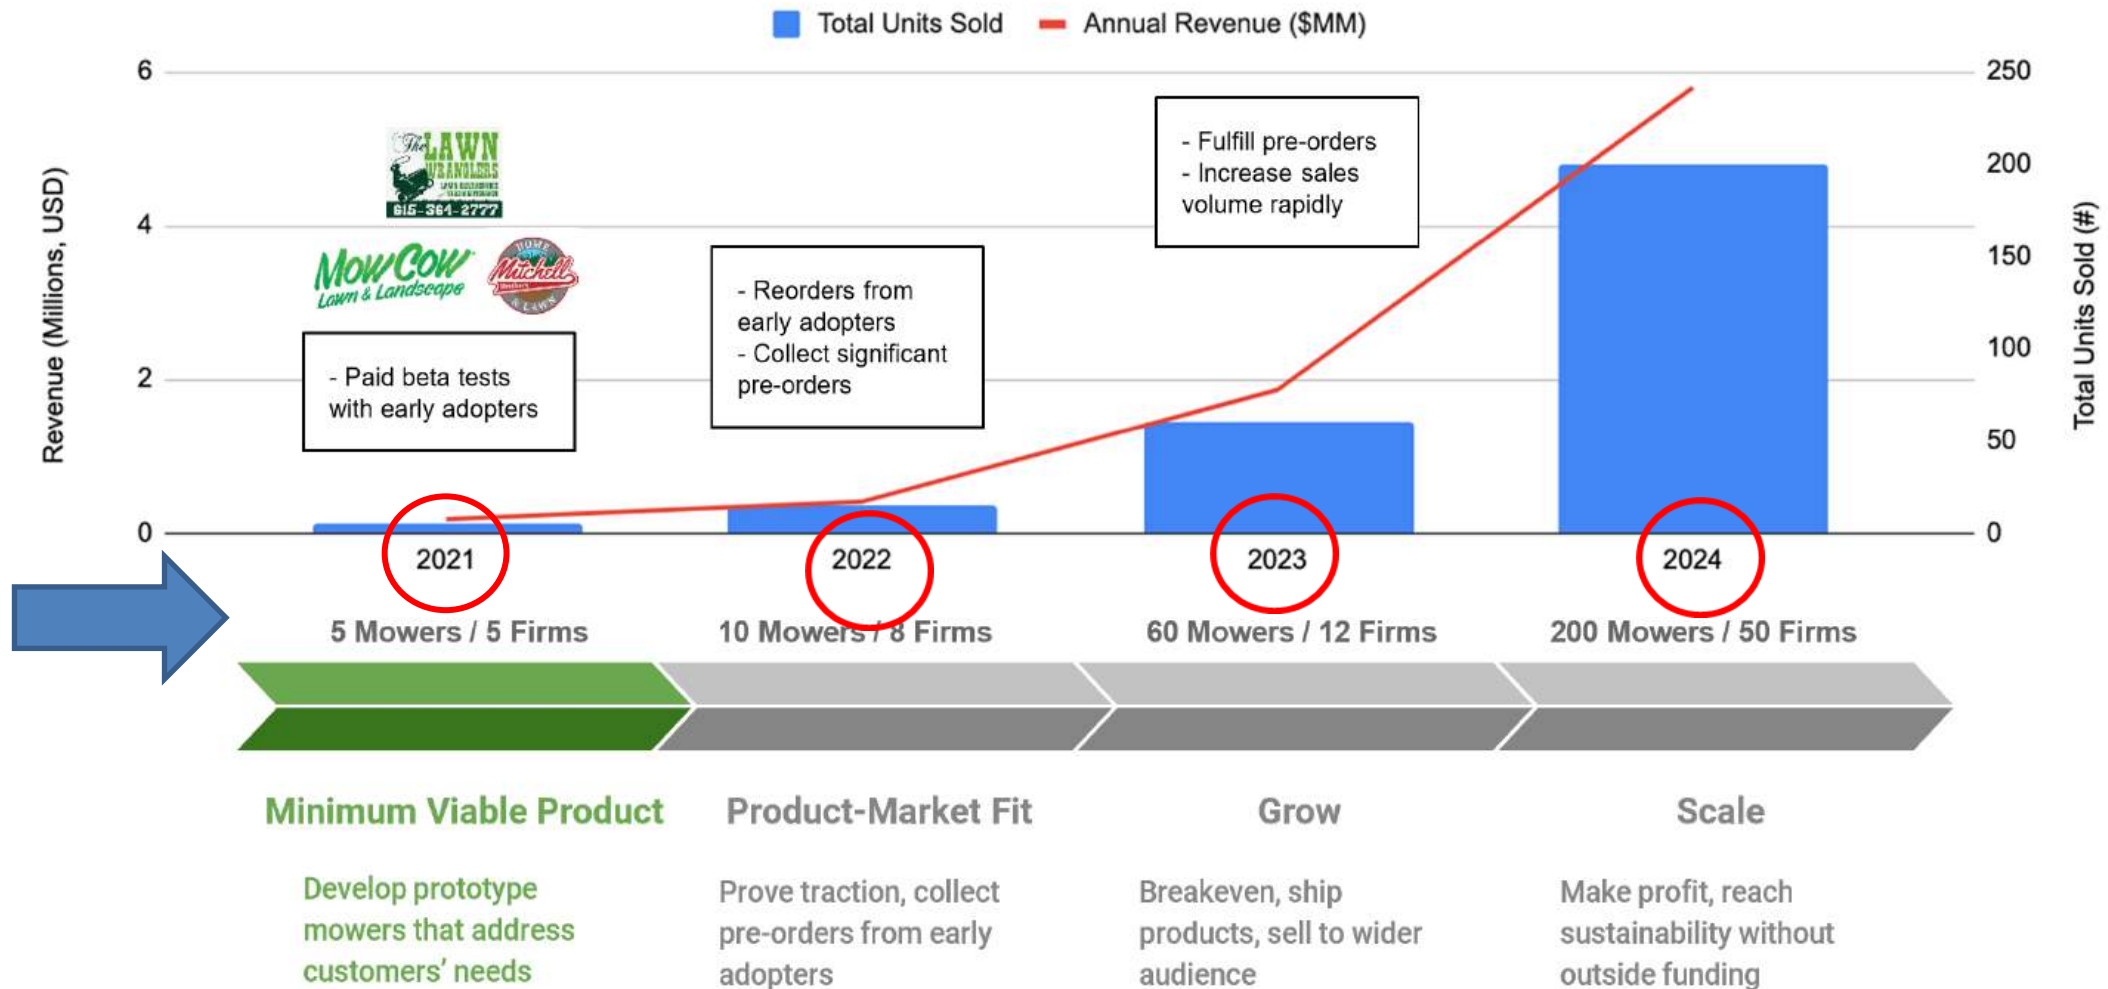 Total Units Sold
Annual Revenue ($MM)
6
4
2
0
Revenue (Millions, USD)
250
200
150
100
50
0
Total Units Sold (#)
The LAWN
WRANGLERS
615-364-2777
MowCow
Lawn & Landscape
HOME
Mitchell
Brothers
& LAWN
- Paid beta tests
with early adopters
- Reorders from
early adopters
- Collect significant
pre-orders
- Fulfill pre-orders
- Increase sales
volume rapidly
2021
2022
2023
2024
5 Mowers / 5 Firms
10 Mowers / 8 Firms
60 Mowers / 12 Firms
200 Mowers / 50 Firms
Minimum Viable Product
Product-Market Fit
Grow
Scale
Develop prototype
mowers that address
customers' needs
Prove traction, collect
pre-orders from early
adopters
Breakeven, ship
products, sell to wider
audience
Make profit, reach
sustainability without
outside funding